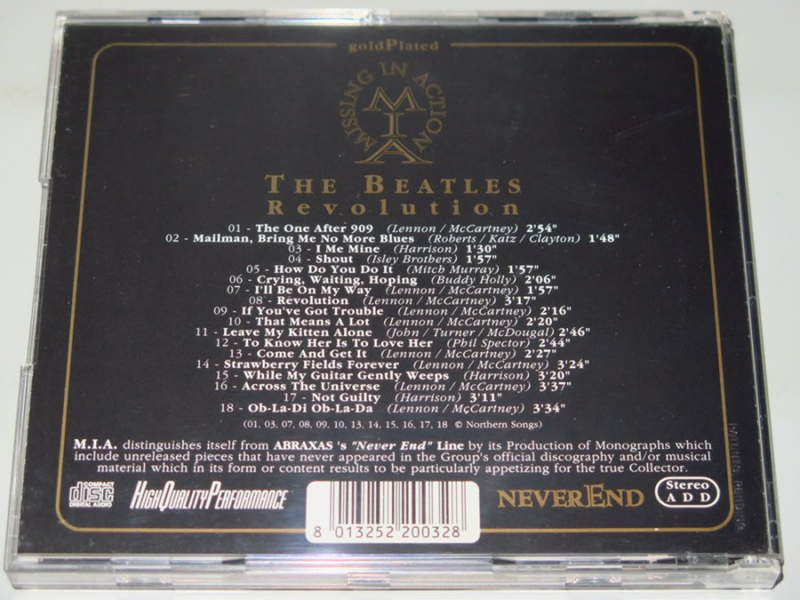 goldPlated
MISSING IN ACTION
MIA
THE BEATLES
Revolution
01 - The One After 909 (Lennon / McCartney) 2'54"
02 - Mailman, Bring Me No More Blues (Roberts / Katz / Clayton) 1'48"
03 - I Me Mine (Harrison) 1'30"
04 - Shout (Isley Brothers) 1'57"
05 - How Do You Do It (Mitch Murray) 1'57"
06 - Crying, Waiting, Hoping (Buddy Holly) 2'06"
07 - I'll Be On My Way (Lennon / McCartney) 1'57"
08 - Revolution (Lennon / McCartney) 3'17"
09 - If You've Got Trouble (Lennon / McCartney) 2'16"
10 - That Means A Lot (Lennon / McCartney) 2'20"
11 - Leave My Kitten Alone (John / Turner / McDougal) 2'46"
12 - To Know Her Is To Love Her (Phil Spector) 2'44"
13 - Come And Get It (Lennon / McCartney) 2'27"
14 - Strawberry Fields Forever (Lennon / McCartney) 3'24"
15 - While My Guitar Gently Weeps (Harrison) 3'20"
16 - Across The Universe (Lennon / McCartney) 3'37"
17 - Not Guilty (Harrison) 3'11"
18 - Ob-La-Di Ob-La-Da (Lennon / McCartney) 3'34"
(01, 03, 07, 08, 09, 10, 13, 14, 15, 16, 17, 18 © Northern Songs)
M.I.A. distinguishes itself from ABRAXAS 's "Never End" Line by its Production of Monographs which
include unreleased pieces that have never appeared in the Group's official discography and/or musical
material which in its form or content results to be particularly appetizing for the true Collector.
COMPACT disc DIGITAL AUDIO
HIGHQUALITYPERFORMANCE
8 013252 200328
NEVEREND
Stereo
ADD